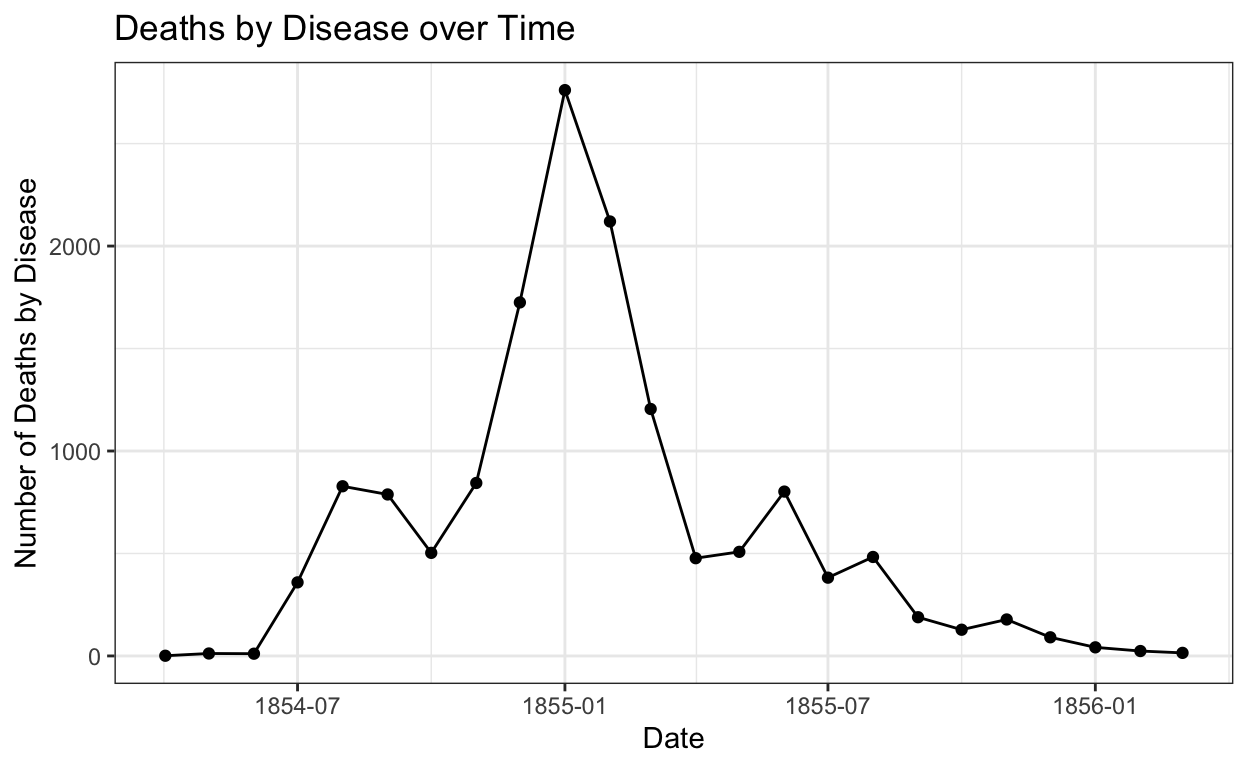 Deaths by Disease over Time
Number of Deaths by Disease
2000
1000
0
1854-07
1855-01
1855-07
1856-01
Date